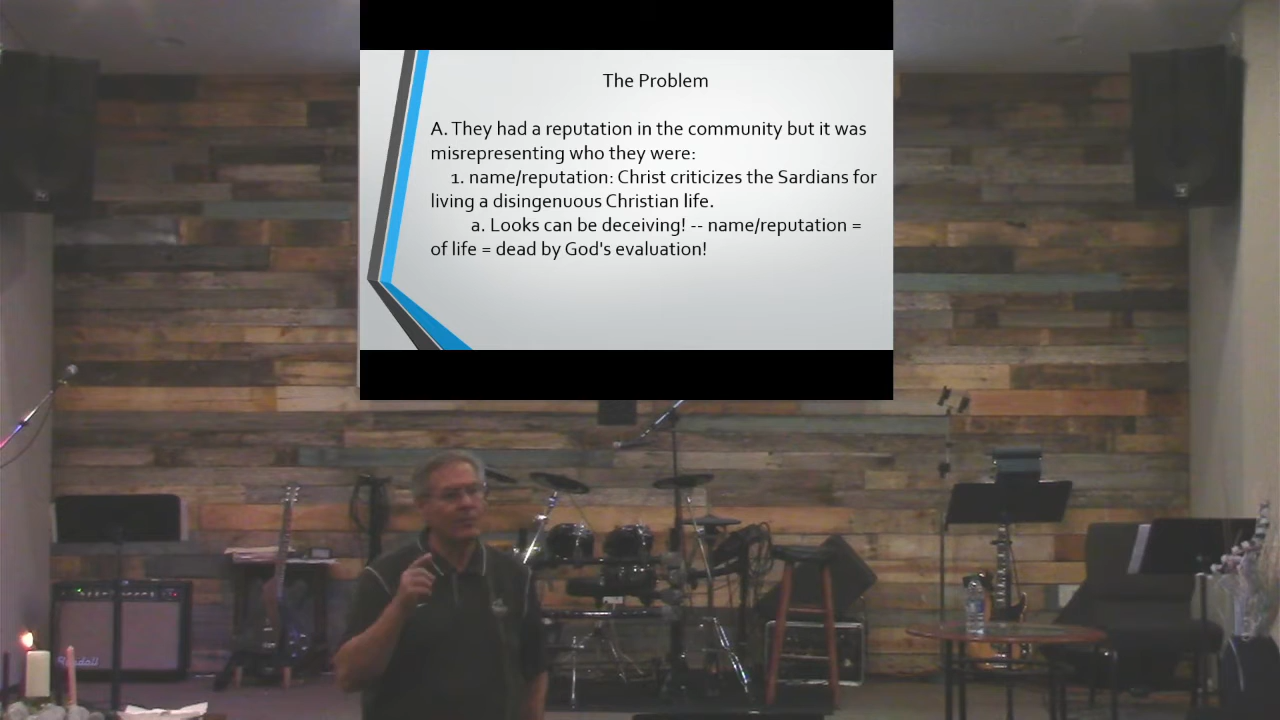 The Problem
A. They had a reputation in the community but it was
misrepresenting who they were:
1. name/reputation: Christ criticizes the Sardians for
living a disingenuous Christian life.
a. Looks can be deceiving! -- name/reputation =
of life = dead by God's evaluation!